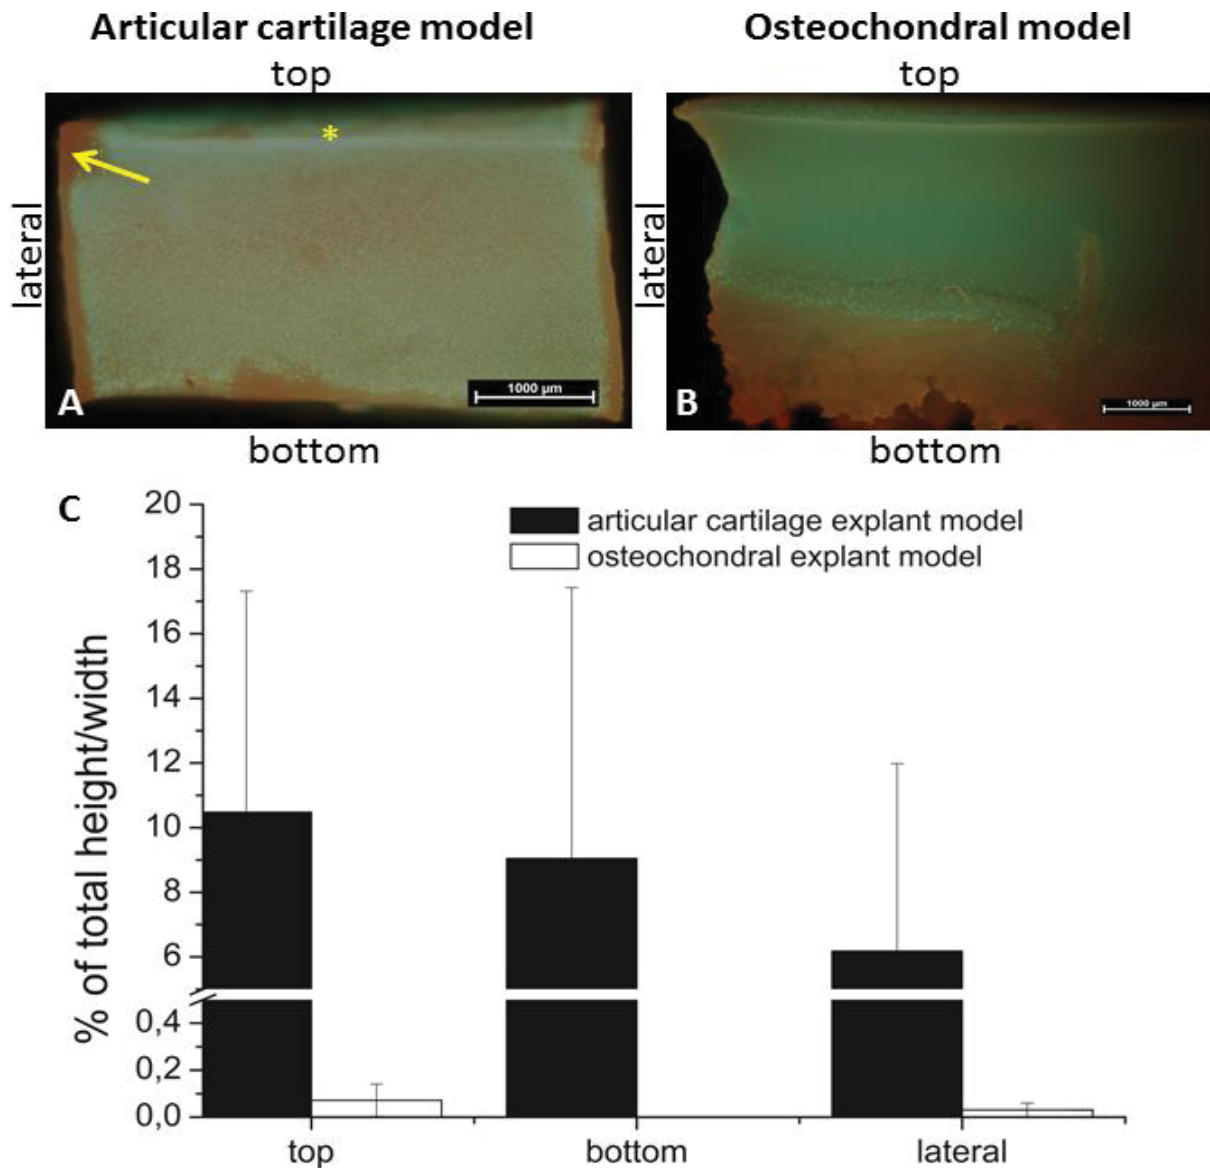 Articular cartilage model
Osteochondral model
top
top
lateral
*
A
1000 µm
lateral
B
1000 µm
bottom
bottom
C
articular cartilage explant model
osteochondral explant model
% of total height/width
20
18
16
14
12
10
8
6
0,4
0,2
0,0
top
bottom
lateral